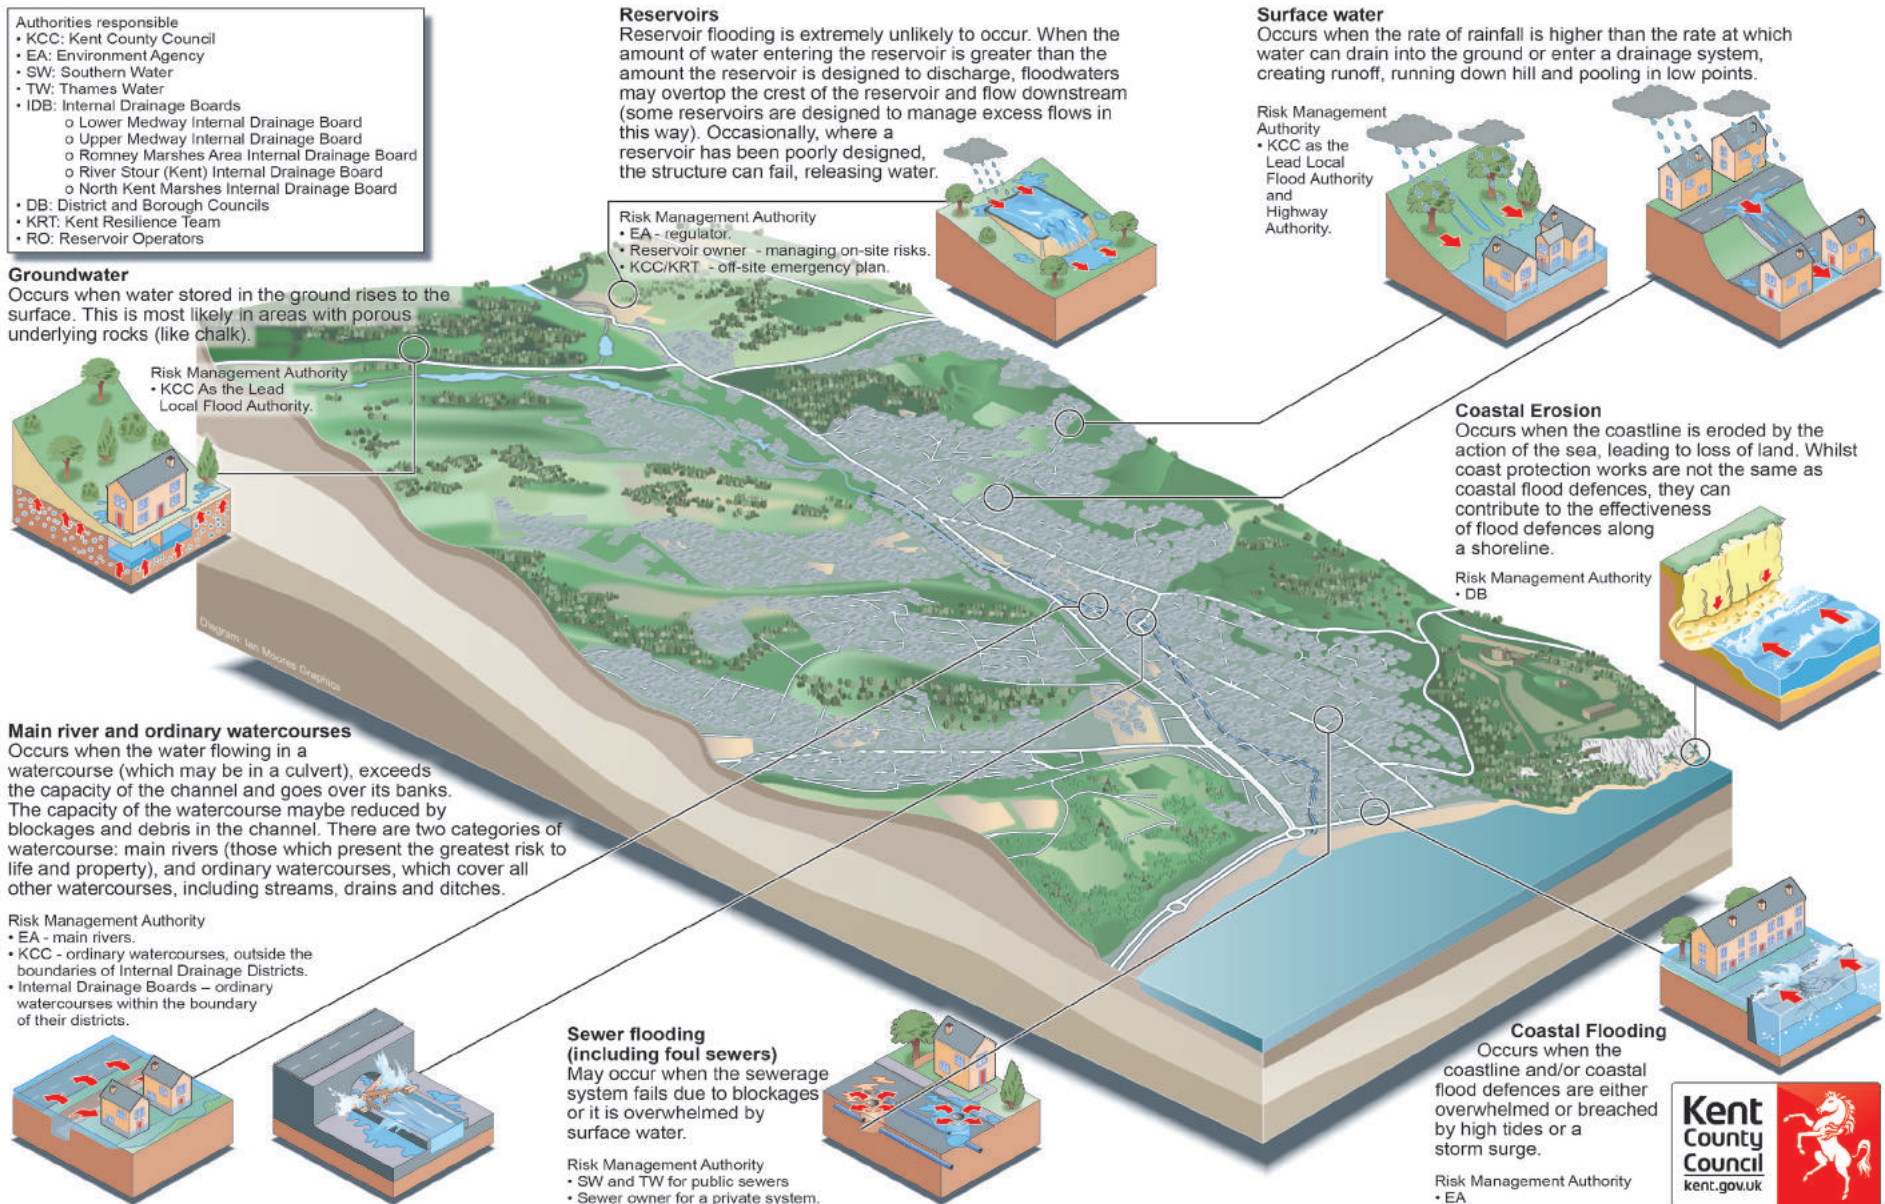 Authorities responsible
• KCC: Kent County Council
• EA: Environment Agency
• SW: Southern Water
• TW: Thames Water
• IDB: Internal Drainage Boards
o Lower Medway Internal Drainage Board
o Upper Medway Internal Drainage Board
o Romney Marshes Area Internal Drainage Board
o River Stour (Kent) Internal Drainage Board
o North Kent Marshes Internal Drainage Board
• DB: District and Borough Councils
• KRT: Kent Resilience Team
• RO: Reservoir Operators
Reservoirs
Reservoir flooding is extremely unlikely to occur. When the
amount of water entering the reservoir is greater than the
amount the reservoir is designed to discharge, floodwaters
may overtop the crest of the reservoir and flow downstream
(some reservoirs are designed to manage excess flows in
this way). Occasionally, where a
reservoir has been poorly designed,
the structure can fail, releasing water.
Risk Management Authority
• EA - regulator.
• Reservoir owner - managing on-site risks.
• KCC/KRT - off-site emergency plan.
Surface water
Occurs when the rate of rainfall is higher than the rate at which
water can drain into the ground or enter a drainage system,
creating runoff, running down hill and pooling in low points.
Risk Management
Authority
• KCC as the
Lead Local
Flood Authority
and
Highway
Authority.
Groundwater
Occurs when water stored in the ground rises to the
surface. This is most likely in areas with porous
underlying rocks (like chalk).
Risk Management Authority
• KCC As the Lead
Local Flood Authority.
Coastal Erosion
Occurs when the coastline is eroded by the
action of the sea, leading to loss of land. Whilst
coast protection works are not the same as
coastal flood defences, they can
contribute to the effectiveness
of flood defences along
a shoreline.
Risk Management Authority
• DB
Diagram: Ian Moores Graphics
Main river and ordinary watercourses
Occurs when the water flowing in a
watercourse (which may be in a culvert), exceeds
the capacity of the channel and goes over its banks.
The capacity of the watercourse maybe reduced by
blockages and debris in the channel. There are two categories of
watercourse: main rivers (those which present the greatest risk to
life and property), and ordinary watercourses, which cover all
other watercourses, including streams, drains and ditches.
Risk Management Authority
• EA - main rivers.
• KCC - ordinary watercourses, outside the
boundaries of Internal Drainage Districts.
• Internal Drainage Boards – ordinary
watercourses within the boundary
of their districts.
Sewer flooding
(including foul sewers)
May occur when the sewerage
system fails due to blockages
or it is overwhelmed by
surface water.
Risk Management Authority
• SW and TW for public sewers
• Sewer owner for a private system.
Coastal Flooding
Occurs when the
coastline and/or coastal
flood defences are either
overwhelmed or breached
by high tides or a
storm surge.
Risk Management Authority
• EA
Kent
County
Council
kent.gov.uk